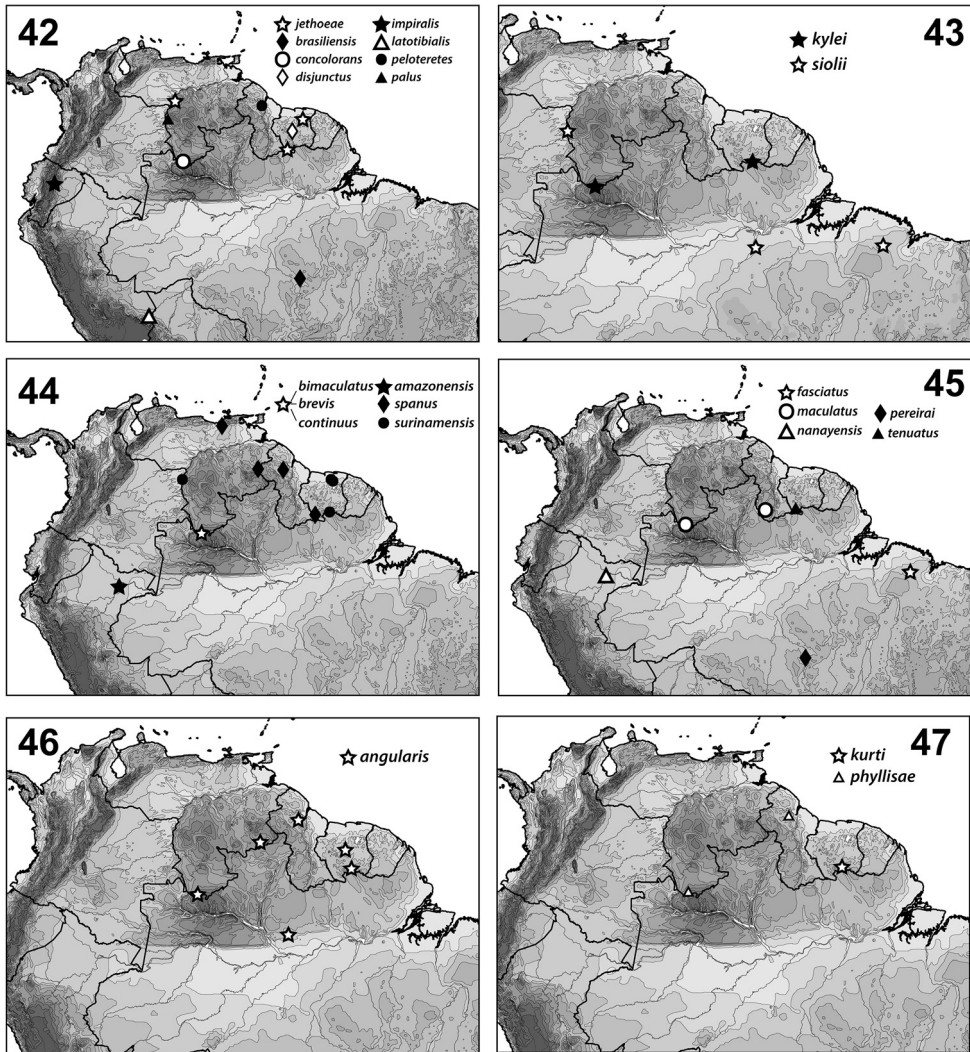 42
jethoeae
impiralis
brasiliensis
latotibialis
concolorans
peloteretes
disjunctus
palus
43
kylei
siolii
44
bimaculatus
amazonensis
brevis
spanus
continuus
surinamensis
45
fasciatus
maculatus
pereirai
nanayensis
tenuatus
46
angularis
47
kurti
phyllisae